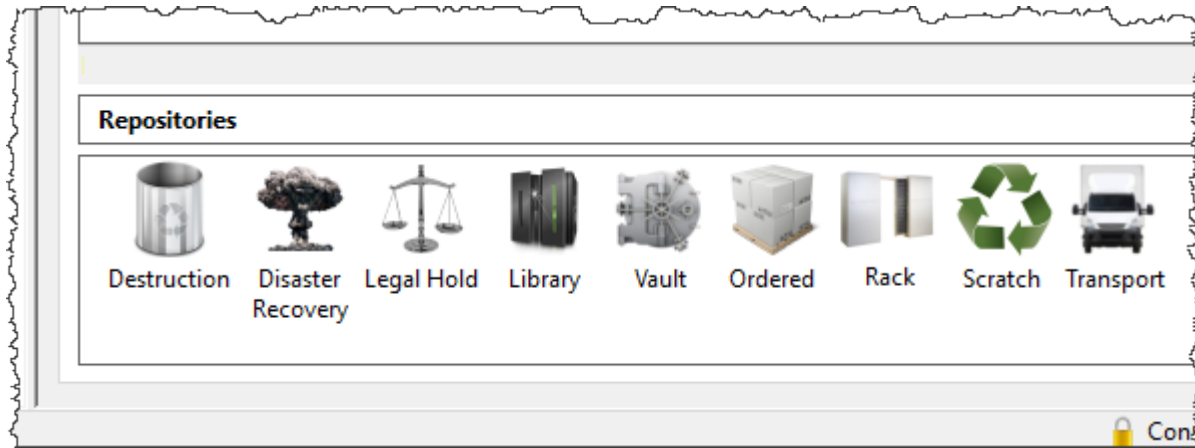 Repositories
Destruction Disaster Legal Hold Library Vault Ordered Rack Scratch Transport
Recovery